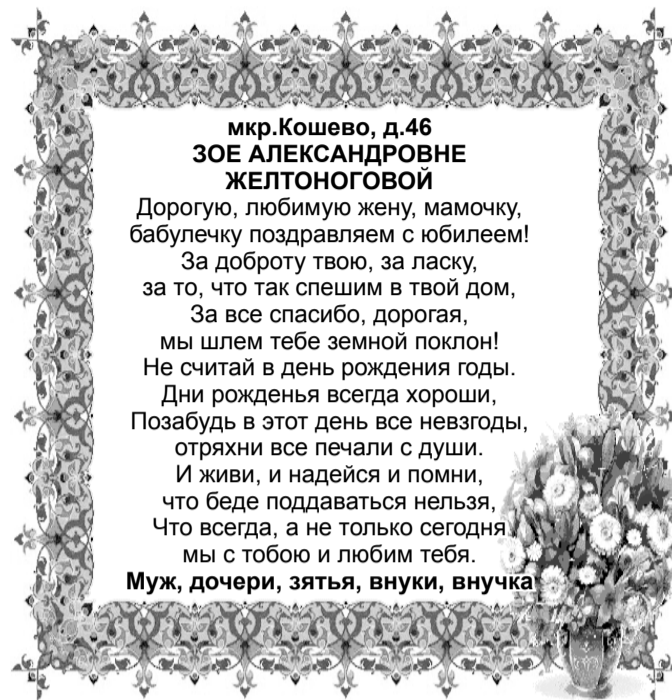 мкр.Кошево, д.46
ЗОЕ АЛЕКСАНДРОВНЕ
ЖЕЛТОНОГОВОЙ
Дорогую, любимую жену, мамочку,
бабулечку поздравляем с юбилеем!
За доброту твою, за ласку,
за то, что так спешим в твой дом,
За все спасибо, дорогая,
мы шлем тебе земной поклон!
Не считай в день рождения годы.
Дни рожденья всегда хороши,
Позабудь в этот день все невзгоды,
отряхни все печали с души.
И живи, и надейся и помни,
что беде поддаваться нельзя,
Что всегда, а не только сегодня
мы с тобою и любим тебя.
Муж, дочери, зятья, внуки, внучка